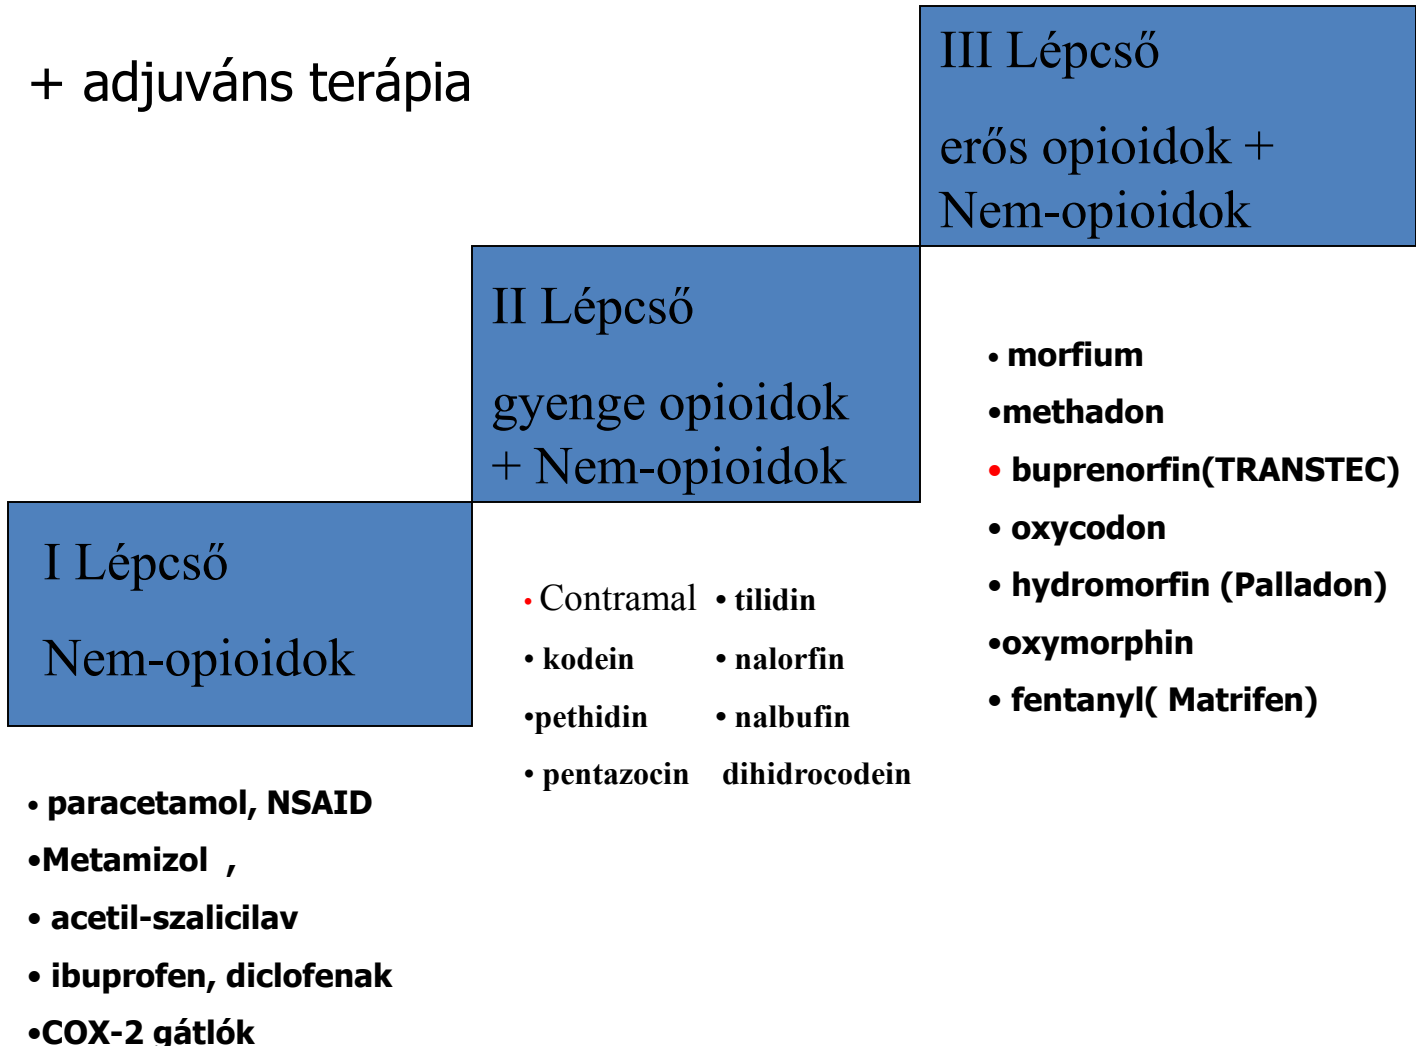 + adjuváns terápia
III Lépcső
erős opioidok +
Nem-opioidok
II Lépcső
gyenge opioidok
+ Nem-opioidok
I Lépcső
Nem-opioidok
• morfium
•methadon
• buprenorfin(TRANSTEC)
• oxycodon
• hydromorfin (Palladon)
•oxymorphin
• fentanyl( Matrifen)
• Contramal • tilidin
• kodein • nalorfin
•pethidin • nalbufin
• pentazocin dihidrocodein
• paracetamol, NSAID
•Metamizol ,
• acetil-szalicilav
• ibuprofen, diclofenak
•COX-2 gátlók